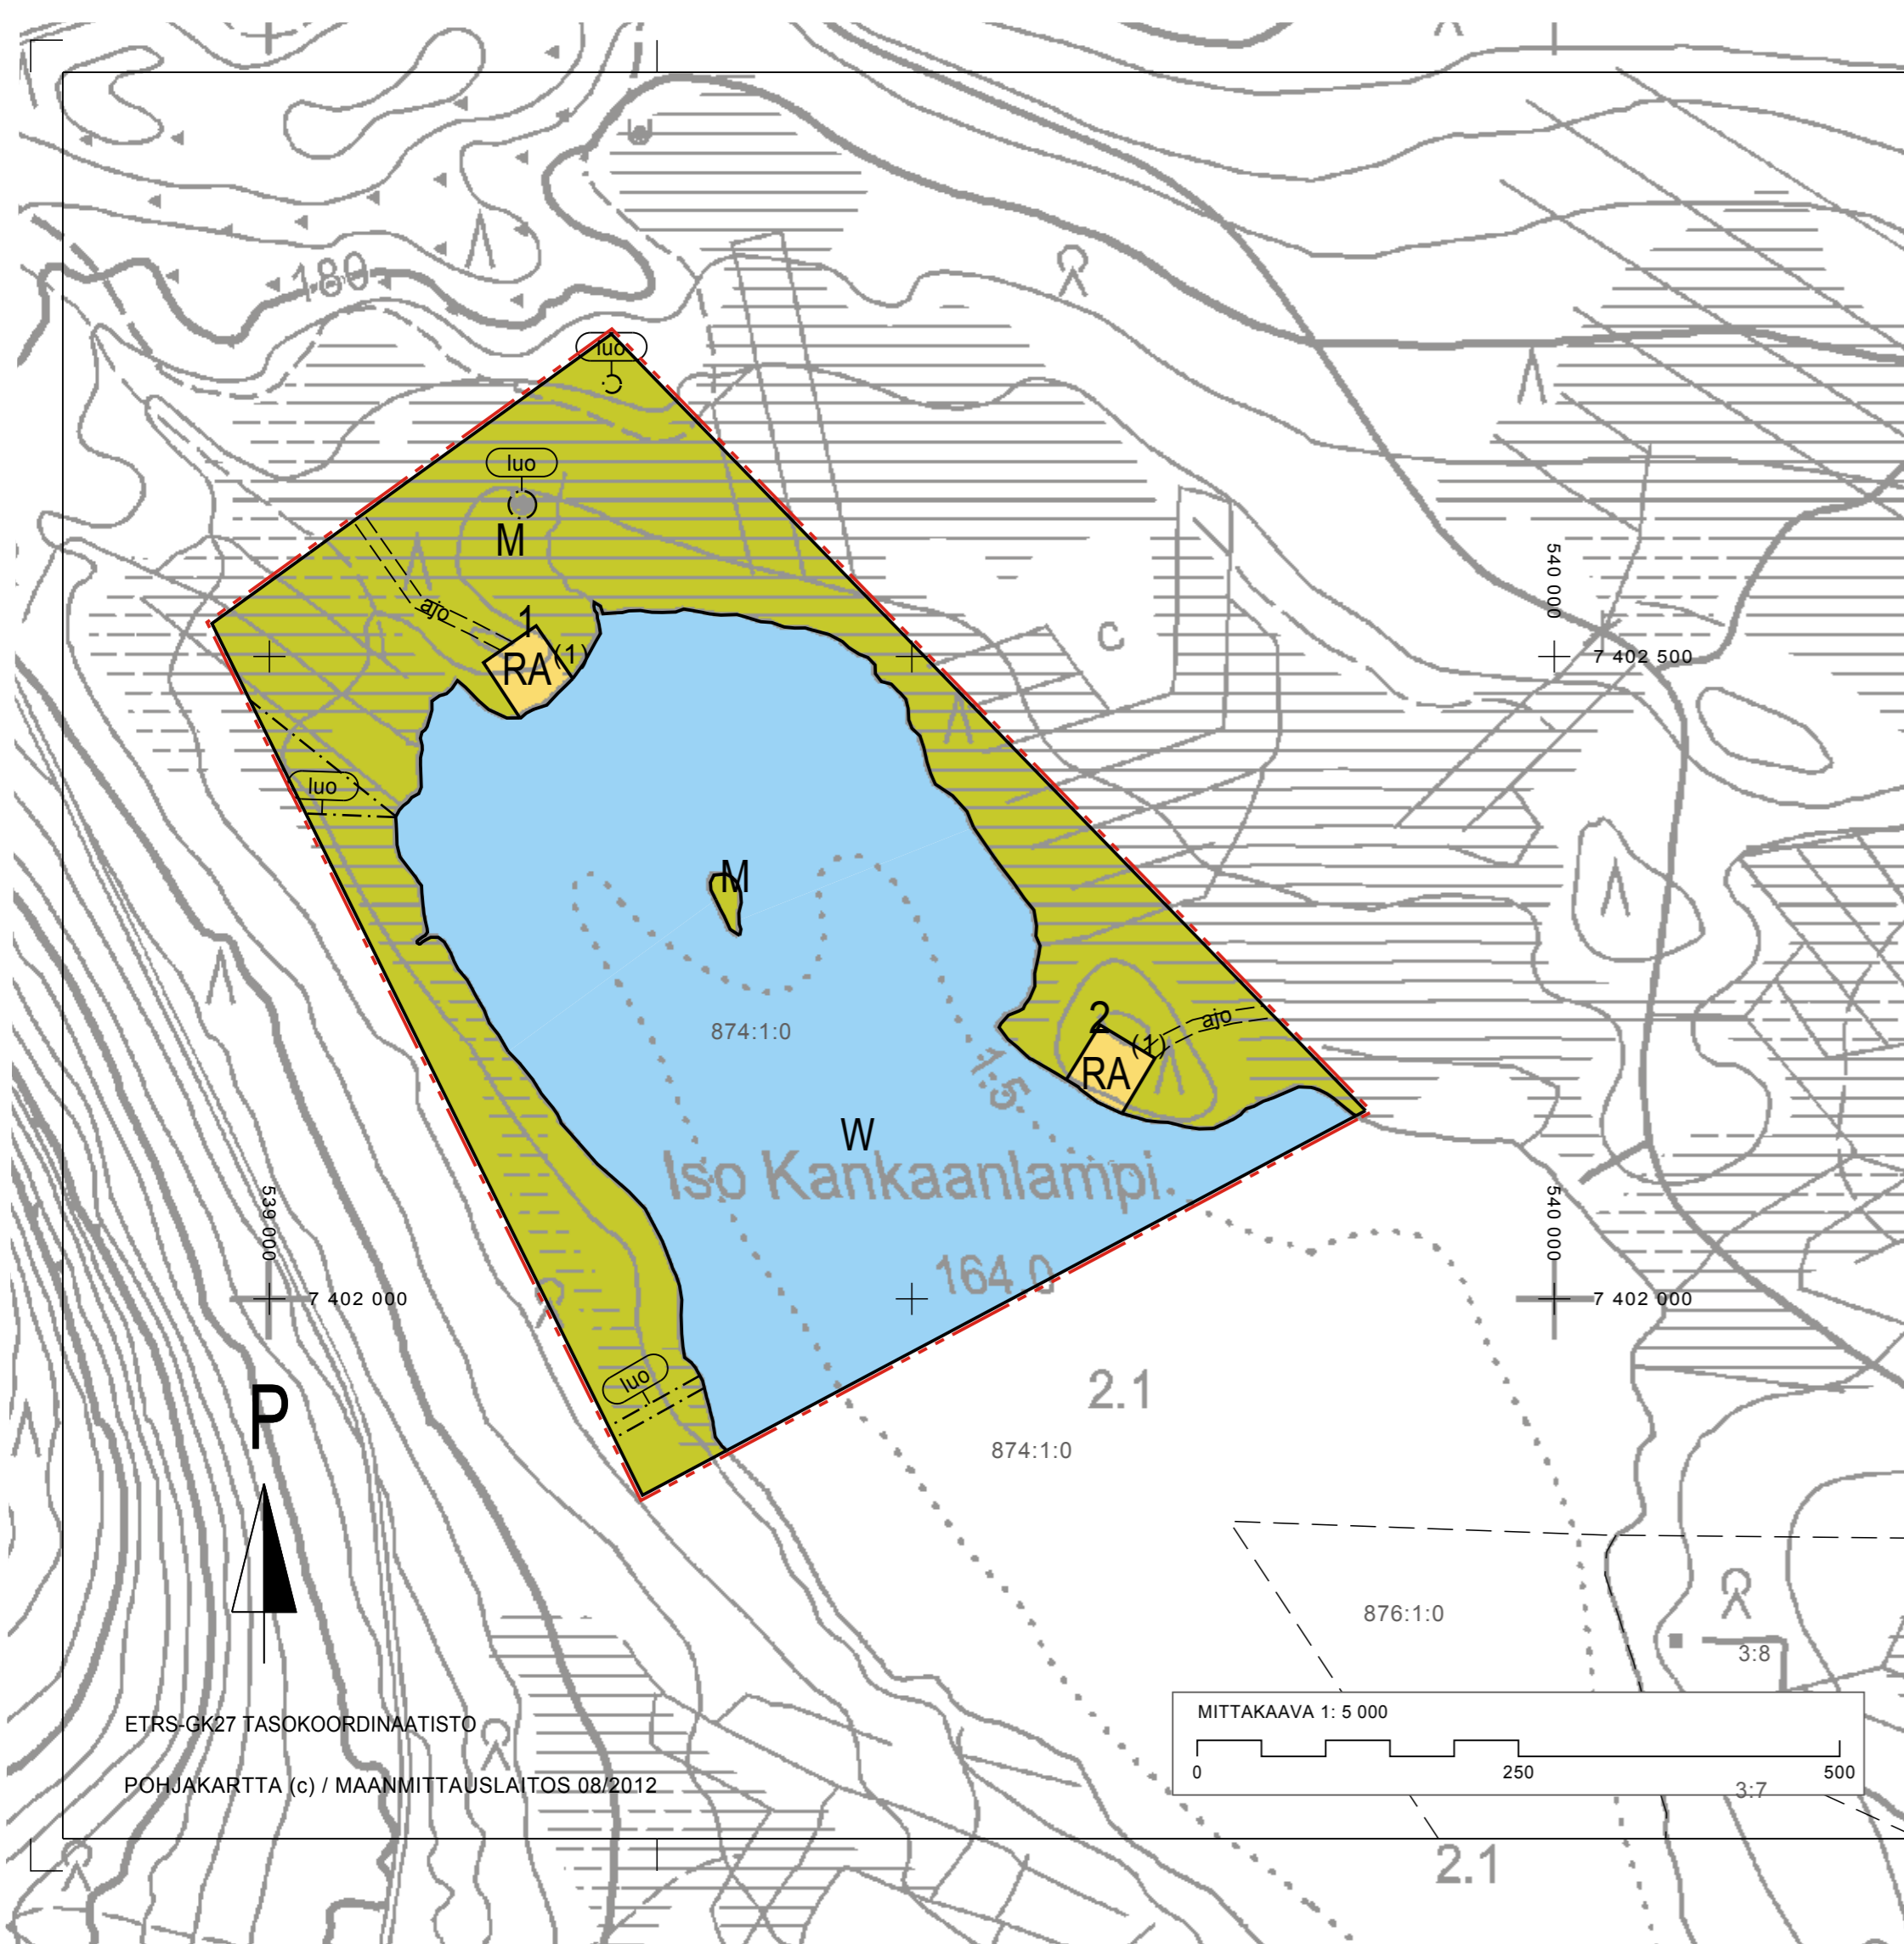 180
luo
luo
M
540 000
ajo
1
(1)
RA
7 402 500
luo
M
2
ajo
(1)
RA
874:1:0
1.5
W
Iso Kankaanlampi
539 000
540 000
164.0
7 402 000
7 402 000
luo
2.1
P
874:1:0
876:1:0
3:8
MITTAKAAVA 1: 5 000
ETRS-GK27 TASOKOORDINAATISTO
0 250 500
POHJAKARTTA (c) / MAANMITTAUSLAITOS 08/2012
3:7
2.1